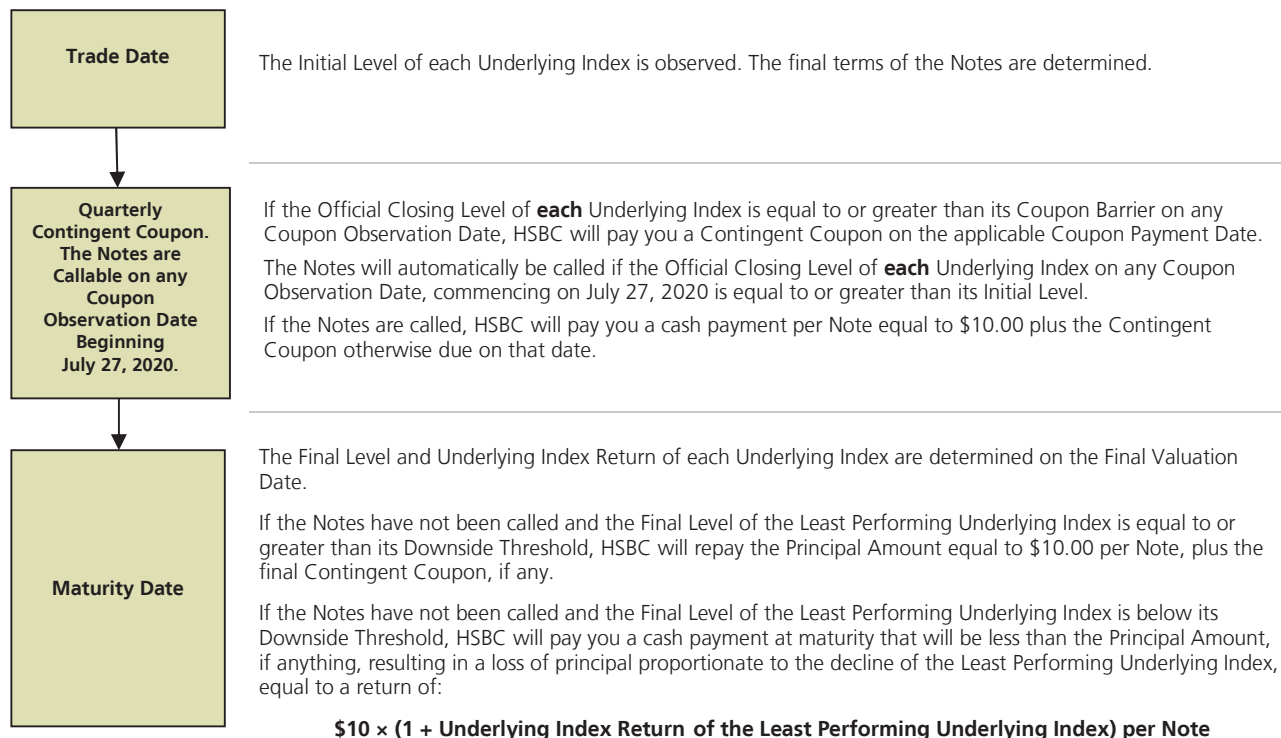 Trade Date
The Initial Level of each Underlying Index is observed. The final terms of the Notes are determined.
Quarterly
Contingent Coupon.
The Notes are
Callable on any
Coupon
Observation Date
Beginning
July 27, 2020.
If the Official Closing Level of each Underlying Index is equal to or greater than its Coupon Barrier on any
Coupon Observation Date, HSBC will pay you a Contingent Coupon on the applicable Coupon Payment Date.
The Notes will automatically be called if the Official Closing Level of each Underlying Index on any Coupon
Observation Date, commencing on July 27, 2020 is equal to or greater than its Initial Level.
If the Notes are called, HSBC will pay you a cash payment per Note equal to $10.00 plus the Contingent
Coupon otherwise due on that date.
Maturity Date
The Final Level and Underlying Index Return of each Underlying Index are determined on the Final Valuation
Date.
If the Notes have not been called and the Final Level of the Least Performing Underlying Index is equal to or
greater than its Downside Threshold, HSBC will repay the Principal Amount equal to $10.00 per Note, plus the
final Contingent Coupon, if any.
If the Notes have not been called and the Final Level of the Least Performing Underlying Index is below its
Downside Threshold, HSBC will pay you a cash payment at maturity that will be less than the Principal Amount,
if anything, resulting in a loss of principal proportionate to the decline of the Least Performing Underlying Index,
equal to a return of:
$10 × (1 + Underlying Index Return of the Least Performing Underlying Index) per Note